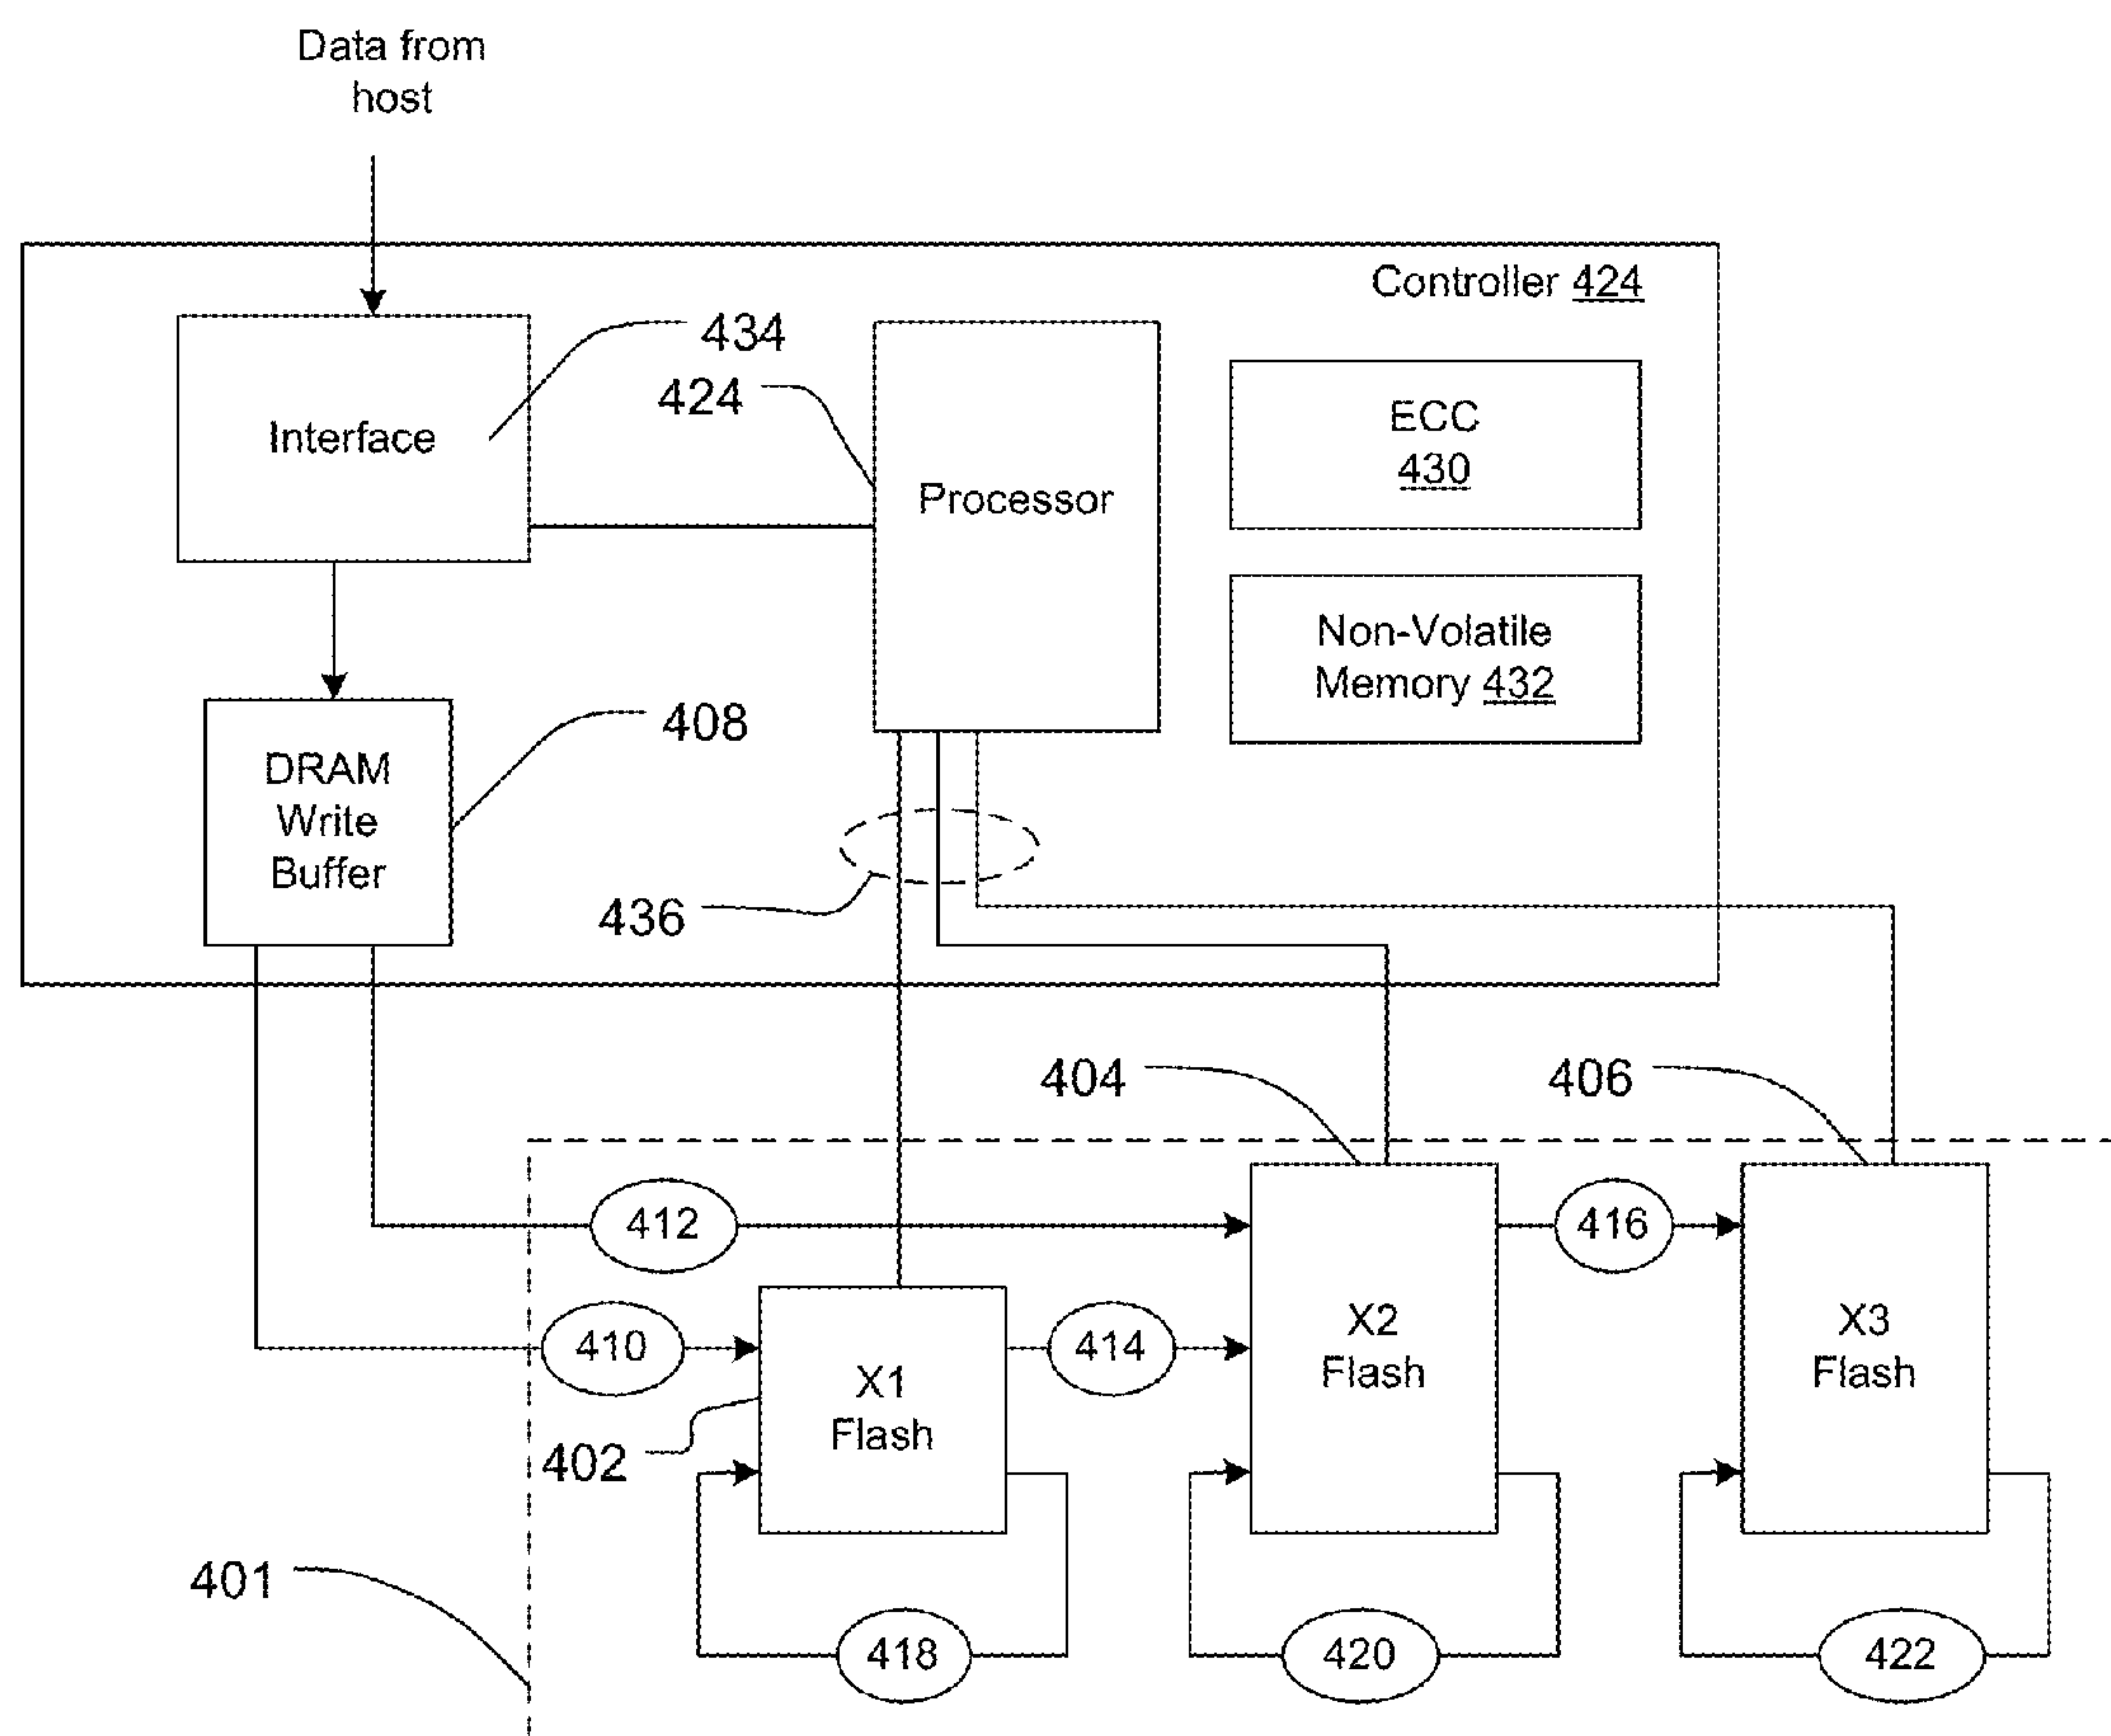 Data from
host
Controller 424
434
424
Interface
Processor
ECC
430
Non-Volatile
Memory 432
408
DRAM
Write
Buffer
436
404
406
412
416
410
414
X1
Flash
X2
Flash
X3
Flash
402
401
418
420
422